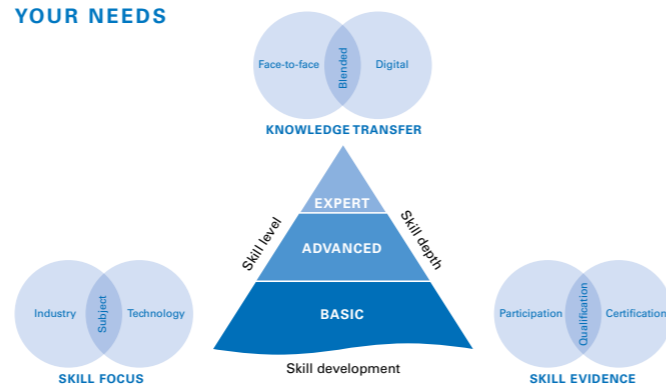 YOUR NEEDS
Face-to-face
Blended
Digital
KNOWLEDGE TRANSFER
EXPERT
Skill level
Skill depth
ADVANCED
Industry
Subject
Technology
BASIC
Participation
Qualification
Certification
Skill development
SKILL FOCUS
SKILL EVIDENCE